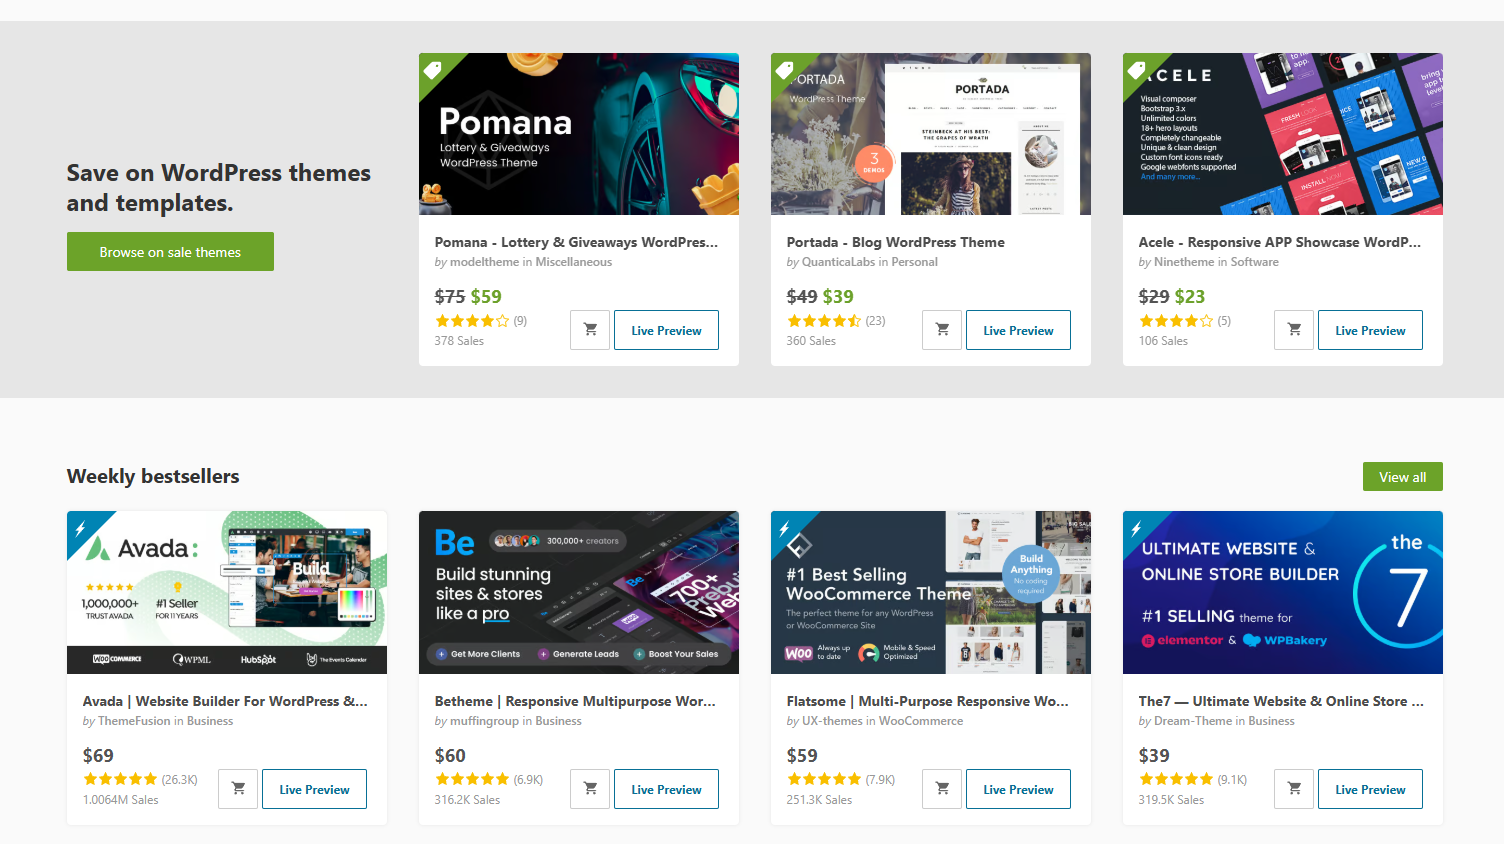 Save on WordPress themes
and templates.
Browse on sale themes
Pomana
Lottery & Giveaways
WordPress Theme
Pomana - Lottery & Giveaways WordPres...
by modeltheme in Miscellaneous
$75 $59
(9)
378 Sales
Live Preview
PORTADA
WordPress Theme
PORTADA
STEINBECK AT HIS BEST:
THE GRAPES OF WRATH
3
DEMOS
Portada - Blog WordPress Theme
by QuanticaLabs in Personal
$49 $39
(23)
360 Sales
Live Preview
ACELE
Visual composer
Bootstrap 3.x
Unlimited colors
18+ hero layouts
Completely changeable
Unique & clean design
Custom font icons ready
Google webfonts supported
And many more...
FRESH LOOK
INSTALL NOW
Acele - Responsive APP Showcase WordP...
by Ninetheme in Software
$29 $23
(5)
106 Sales
Live Preview
Weekly bestsellers
View all
Avada:
1,000,000+
TRUST AVADA
#1 Seller
FOR 11 YEARS
Build
WOO COMMERCE
WPML
HubSpot
The Events Calendar
Avada | Website Builder For WordPress &...
by ThemeFusion in Business
$69
(26.3K)
1.0064M Sales
Live Preview
Be
300,000+ creators
Build stunning
sites & stores
like a pro
700+
Get More Clients
Generate Leads
Boost Your Sales
Betheme | Responsive Multipurpose Wor...
by muffingroup in Business
$60
(6.9K)
316.2K Sales
Live Preview
#1 Best Selling
WooCommerce Theme
The perfect theme for any WordPress
or WooCommerce Site
Build
Anything
No coding
required
WOO
Always up
to date
Mobile & Speed
Optimized
Flatsome | Multi-Purpose Responsive Wo...
by UX-themes in WooCommerce
$59
(7.9K)
251.3K Sales
Live Preview
ULTIMATE WEBSITE &
ONLINE STORE BUILDER
#1 SELLING theme for
elementor & WPBakery
the
7
The7 — Ultimate Website & Online Store ...
by Dream-Theme in Business
$39
(9.1K)
319.5K Sales
Live Preview